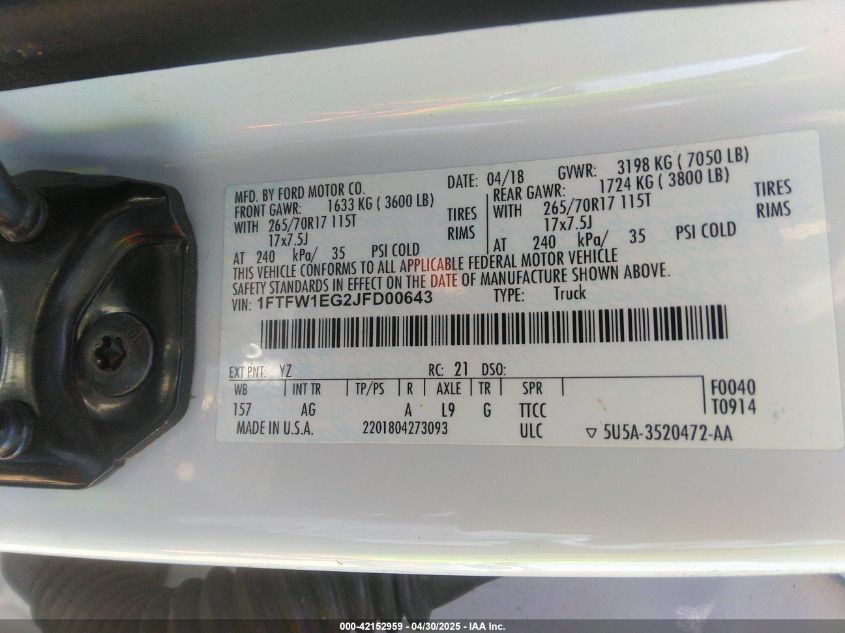 MFD. BY FORD MOTOR CO. DATE: 04/18 GVWR: 3198 KG ( 7050 LB)
FRONT GAWR: 1633 KG ( 3600 LB) REAR GAWR: 1724 KG ( 3800 LB)
WITH 265/70R17 115T TIRES WITH 265/70R17 115T TIRES
17x7.5J RIMS 17x7.5J RIMS
AT 240 kPa/ 35 PSI COLD AT 240 kPa/ 35 PSI COLD
THIS VEHICLE CONFORMS TO ALL APPLICABLE FEDERAL MOTOR VEHICLE
SAFETY STANDARDS IN EFFECT ON THE DATE OF MANUFACTURE SHOWN ABOVE.
VIN: 1FTFW1EG2JFD00643 TYPE: Truck
EXT PNT: YZ RC: 21 DSO:
WB INT TR TP/PS R AXLE TR SPR F0040
157 AG A L9 G TTCC T0914
MADE IN U.S.A. 2201804273093 ULC ▽ 5U5A-3520472-AA
000-42152959 - 04/30/2025 - IAA Inc.